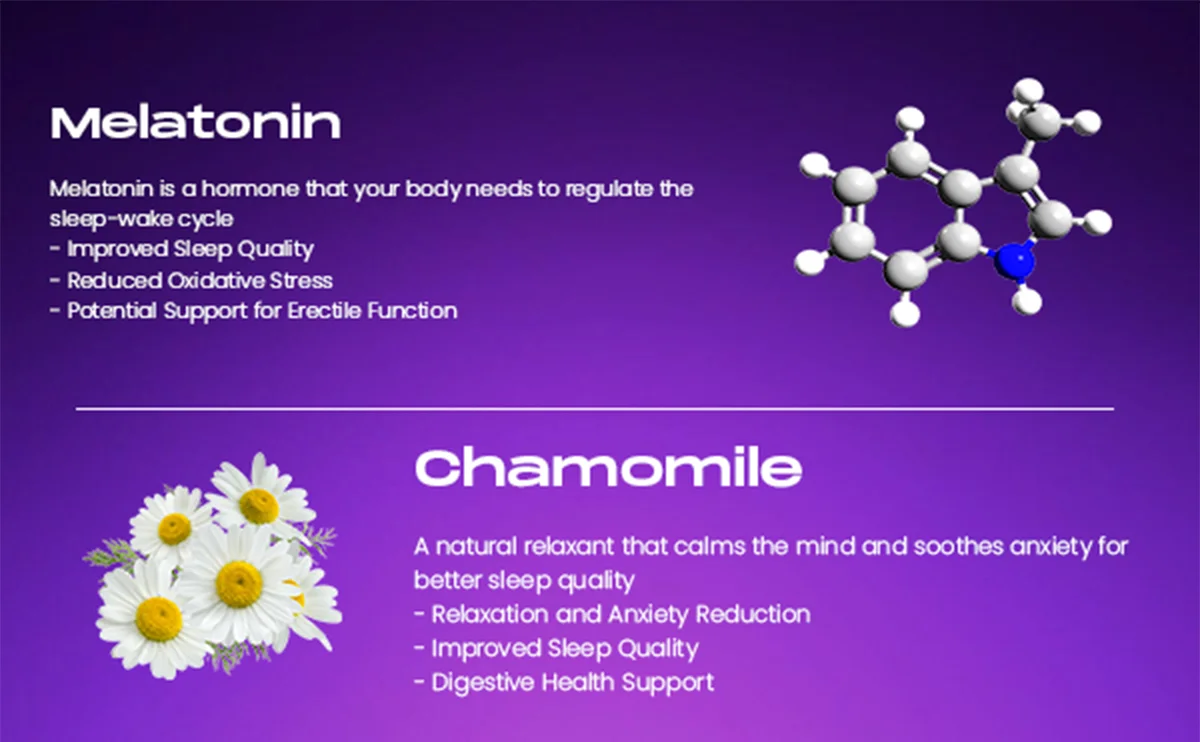 Melatonin
Melatonin is a hormone that your body needs to regulate the
sleep-wake cycle
- Improved Sleep Quality
- Reduced Oxidative Stress
- Potential Support for Erectile Function
Chamomile
A natural relaxant that calms the mind and soothes anxiety for
better sleep quality
- Relaxation and Anxiety Reduction
- Improved Sleep Quality
- Digestive Health Support